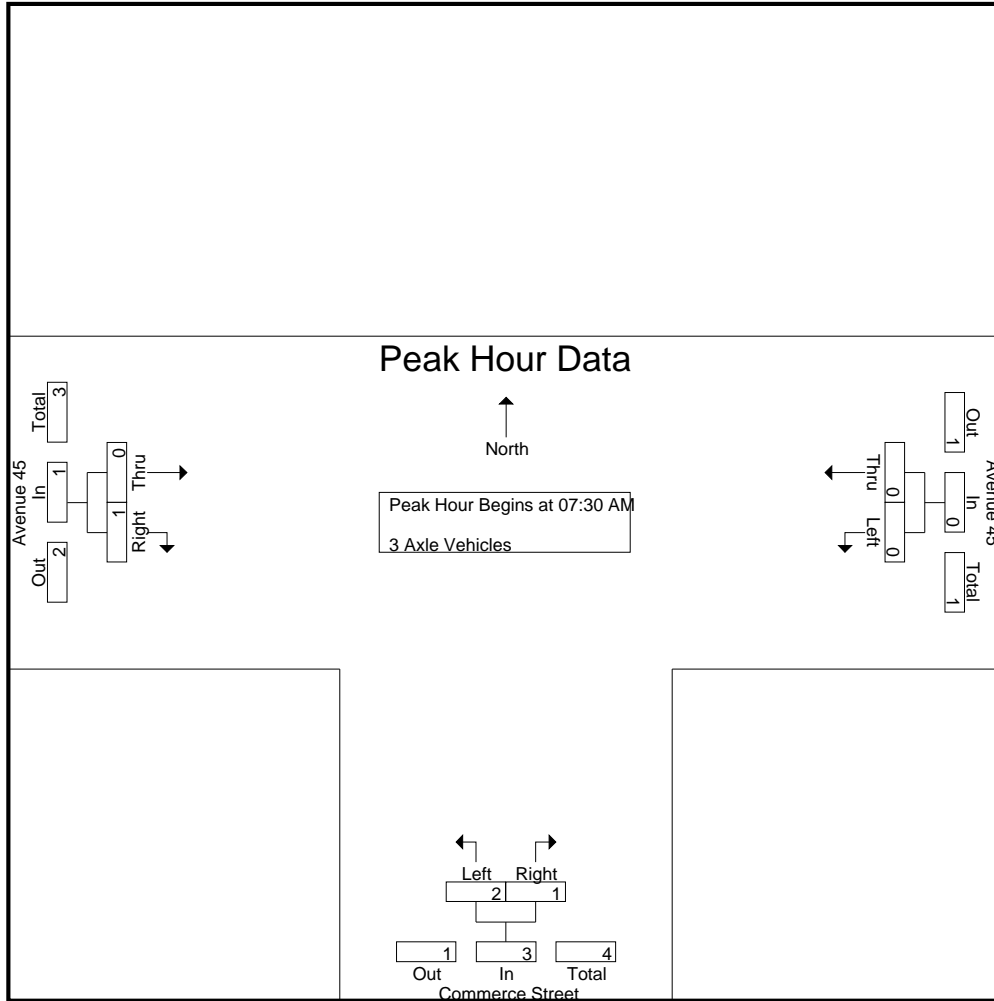 Peak Hour Data
North
Peak Hour Begins at 07:30 AM
3 Axle Vehicles
Avenue 45
Total
3
In
1
Out
2
Thru
0
Right
1
Avenue 45
Out
1
In
0
Total
1
Thru
0
Left
0
Left Right
2 1
1 3 4
Out In Total
Commerce Street